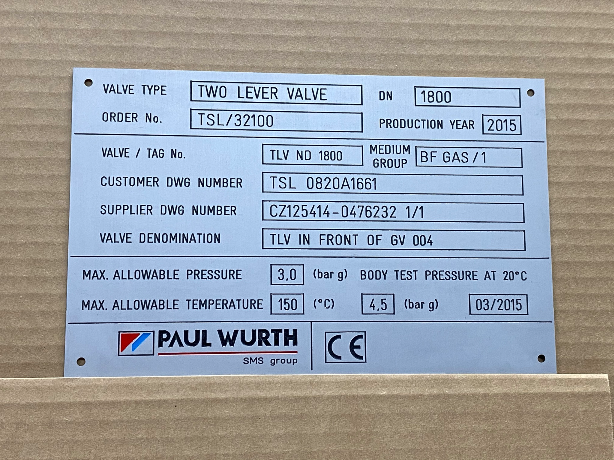 VALVE TYPE TWO LEVER VALVE DN 1800
ORDER No. TSL/32100 PRODUCTION YEAR 2015
VALVE / TAG No. TLV ND 1800 MEDIUM GROUP BF GAS/1
CUSTOMER DWG NUMBER TSL 0820A1661
SUPPLIER DWG NUMBER CZ125414-0476232 1/1
VALVE DENOMINATION TLV IN FRONT OF GV 004
MAX. ALLOWABLE PRESSURE 3,0 (bar g) BODY TEST PRESSURE AT 20°C
MAX. ALLOWABLE TEMPERATURE 150 (°C) 4,5 (bar g) 03/2015
PAUL WURTH CE
SMS group